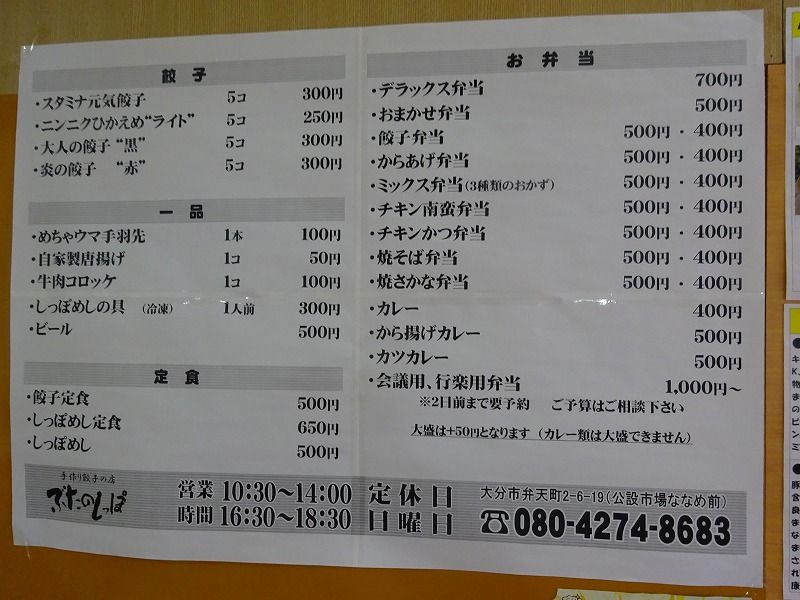 餃子
・スタミナ元気餃子 5コ 300円
・ニンニクひかえめ“ライト” 5コ 250円
・大人の餃子“黒” 5コ 300円
・炎の餃子 “赤” 5コ 300円
一品
・めちゃウマ手羽先 1本 100円
・自家製唐揚げ 1コ 50円
・牛肉コロッケ 1コ 100円
・しっぽめしの具 (冷凍) 1人前 300円
・ビール 500円
定食
・餃子定食 500円
・しっぽめし定食 650円
・しっぽめし 500円
お弁当
・デラックス弁当 700円
・おまかせ弁当 500円
・餃子弁当 500円・400円
・からあげ弁当 500円・400円
・ミックス弁当(3種類のおかず) 500円・400円
・チキン南蛮弁当 500円・400円
・チキンかつ弁当 500円・400円
・焼そば弁当 500円・400円
・焼さかな弁当 500円・400円
・カレー 400円
・から揚げカレー 500円
・カツカレー 500円
・会議用、行楽用弁当 1,000円～
※2日前まで要予約 ご予算はご相談下さい
大盛は+50円となります (カレー類は大盛できません)
手作り餃子の店
ぶたのしっぽ
営業 10:30～14:00
時間 16:30～18:30
定休日
日曜日
大分市弁天町2-6-19(公設市場ななめ前)
☎080-4274-8683